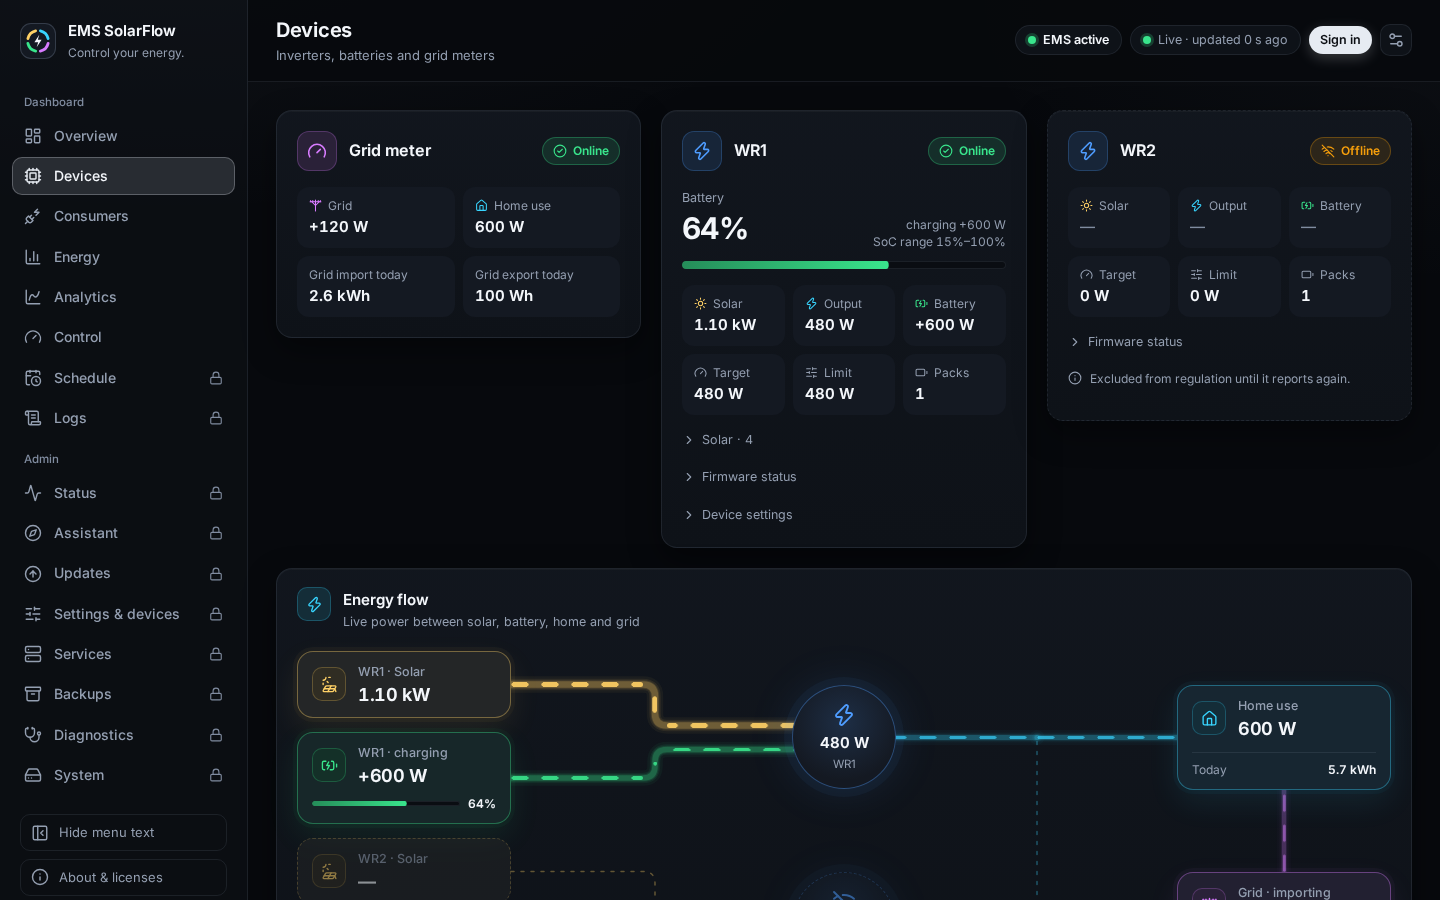 EMS SolarFlow
Control your energy.
Dashboard
Overview
Devices
Consumers
Energy
Analytics
Control
Schedule
Logs
Admin
Status
Assistant
Updates
Settings & devices
Services
Backups
Diagnostics
System
Hide menu text
About & licenses
Devices
Inverters, batteries and grid meters
EMS active
Live · updated 0 s ago
Sign in
Grid meter
Online
Grid
+120 W
Home use
600 W
Grid import today
2.6 kWh
Grid export today
100 Wh
WR1
Online
Battery
64%
charging +600 W
SoC range 15%–100%
Solar
1.10 kW
Output
480 W
Battery
+600 W
Target
480 W
Limit
480 W
Packs
1
Solar · 4
Firmware status
Device settings
WR2
Offline
Solar
—
Output
—
Battery
—
Target
0 W
Limit
0 W
Packs
1
Firmware status
Excluded from regulation until it reports again.
Energy flow
Live power between solar, battery, home and grid
WR1 · Solar
1.10 kW
WR1 · charging
+600 W
64%
WR2 · Solar
—
480 W
WR1
Home use
600 W
Today
5.7 kWh
Grid · importing